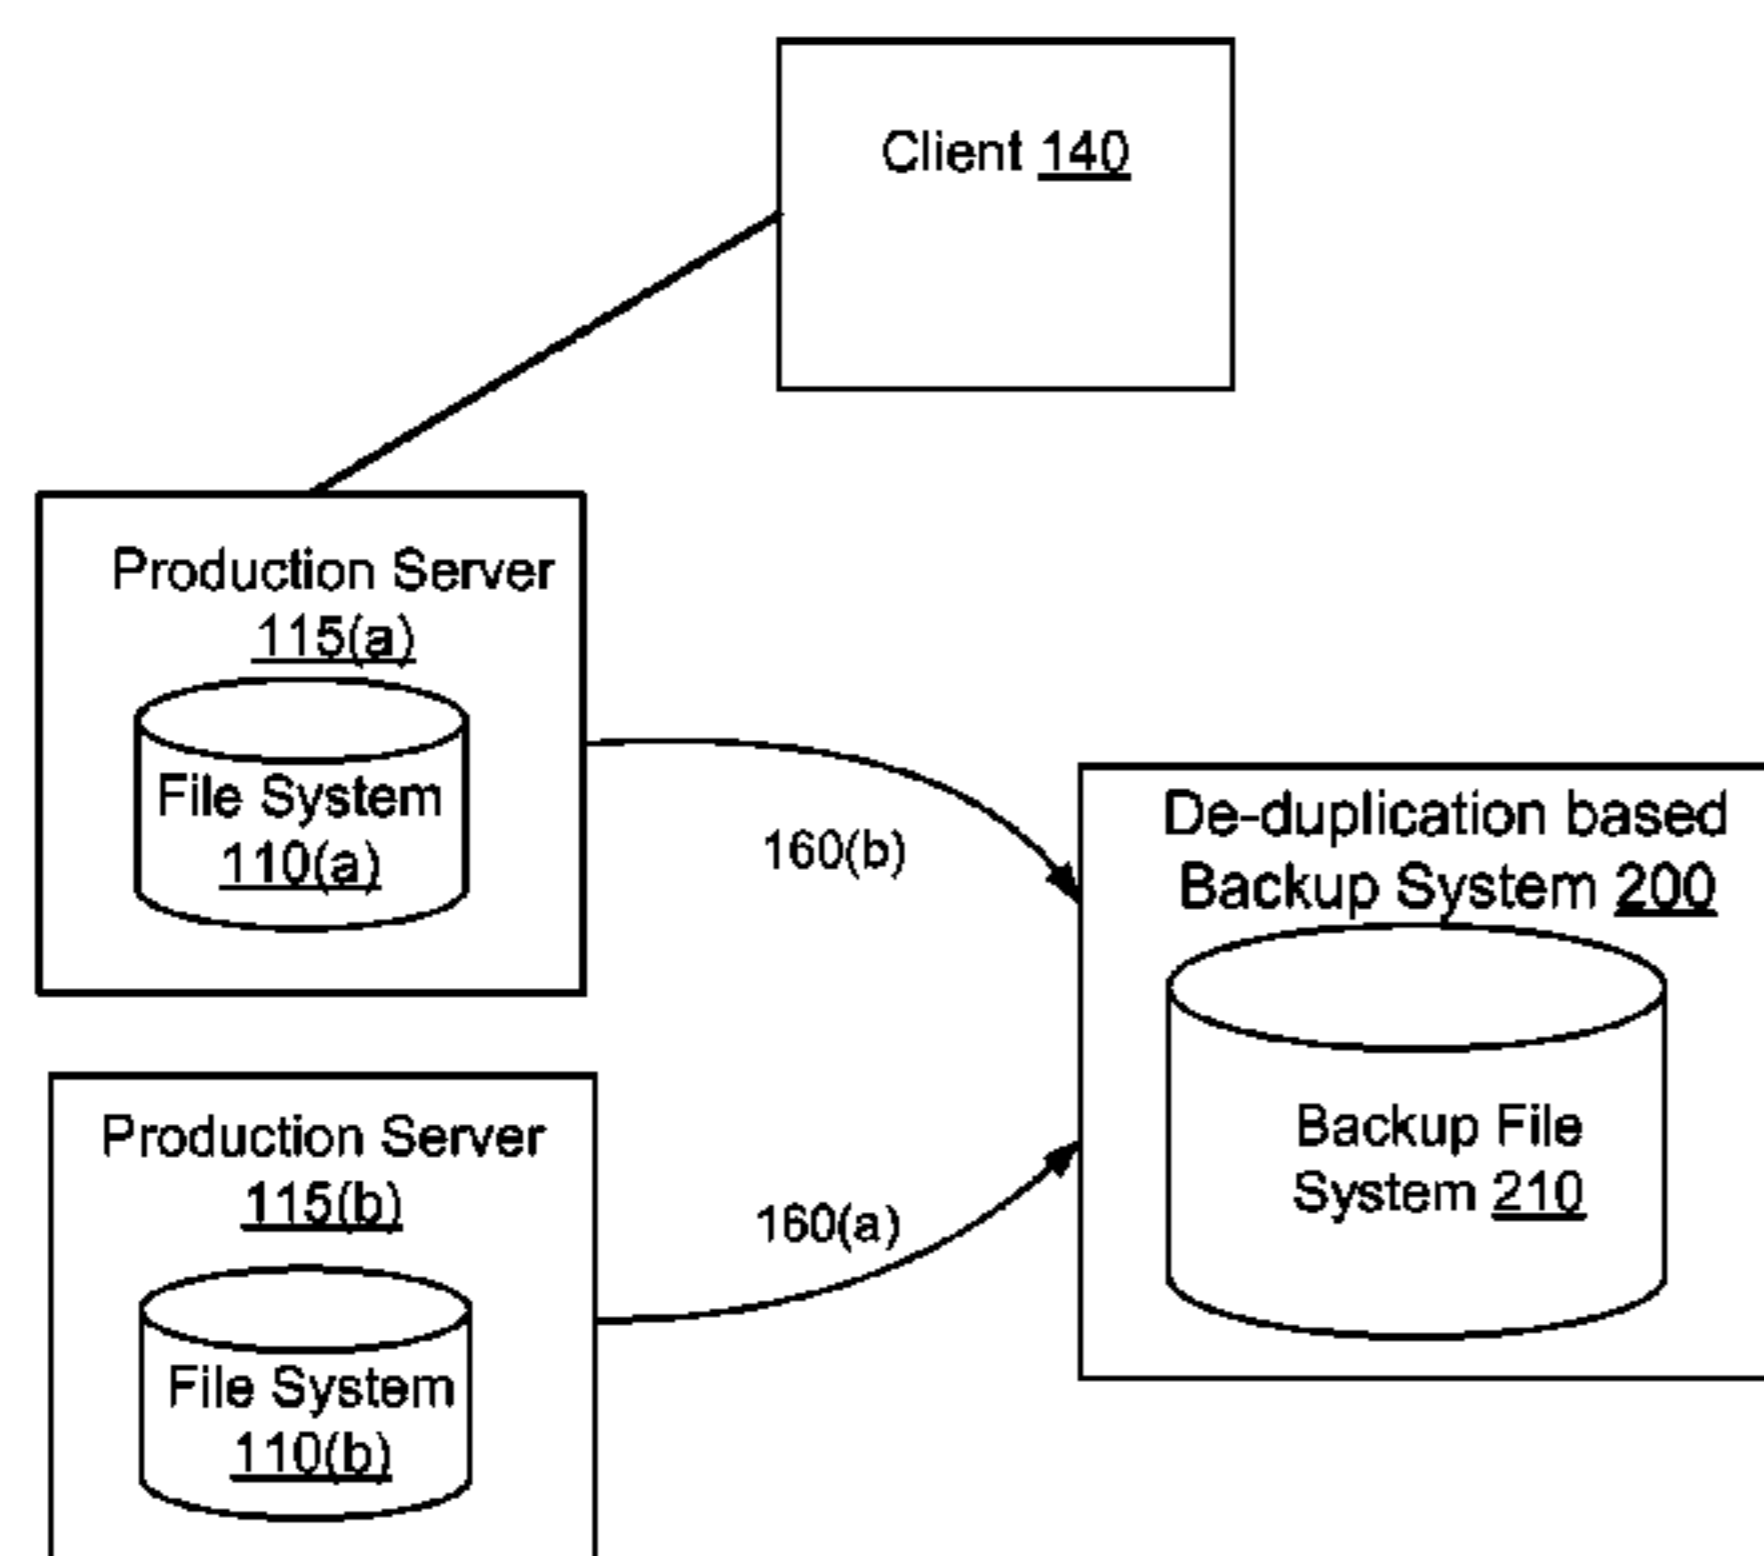 Client 140
Production Server
115(a)
File System
110(a)
160(b)
De-duplication based
Backup System 200
Backup File
System 210
Production Server
115(b)
160(a)
File System
110(b)